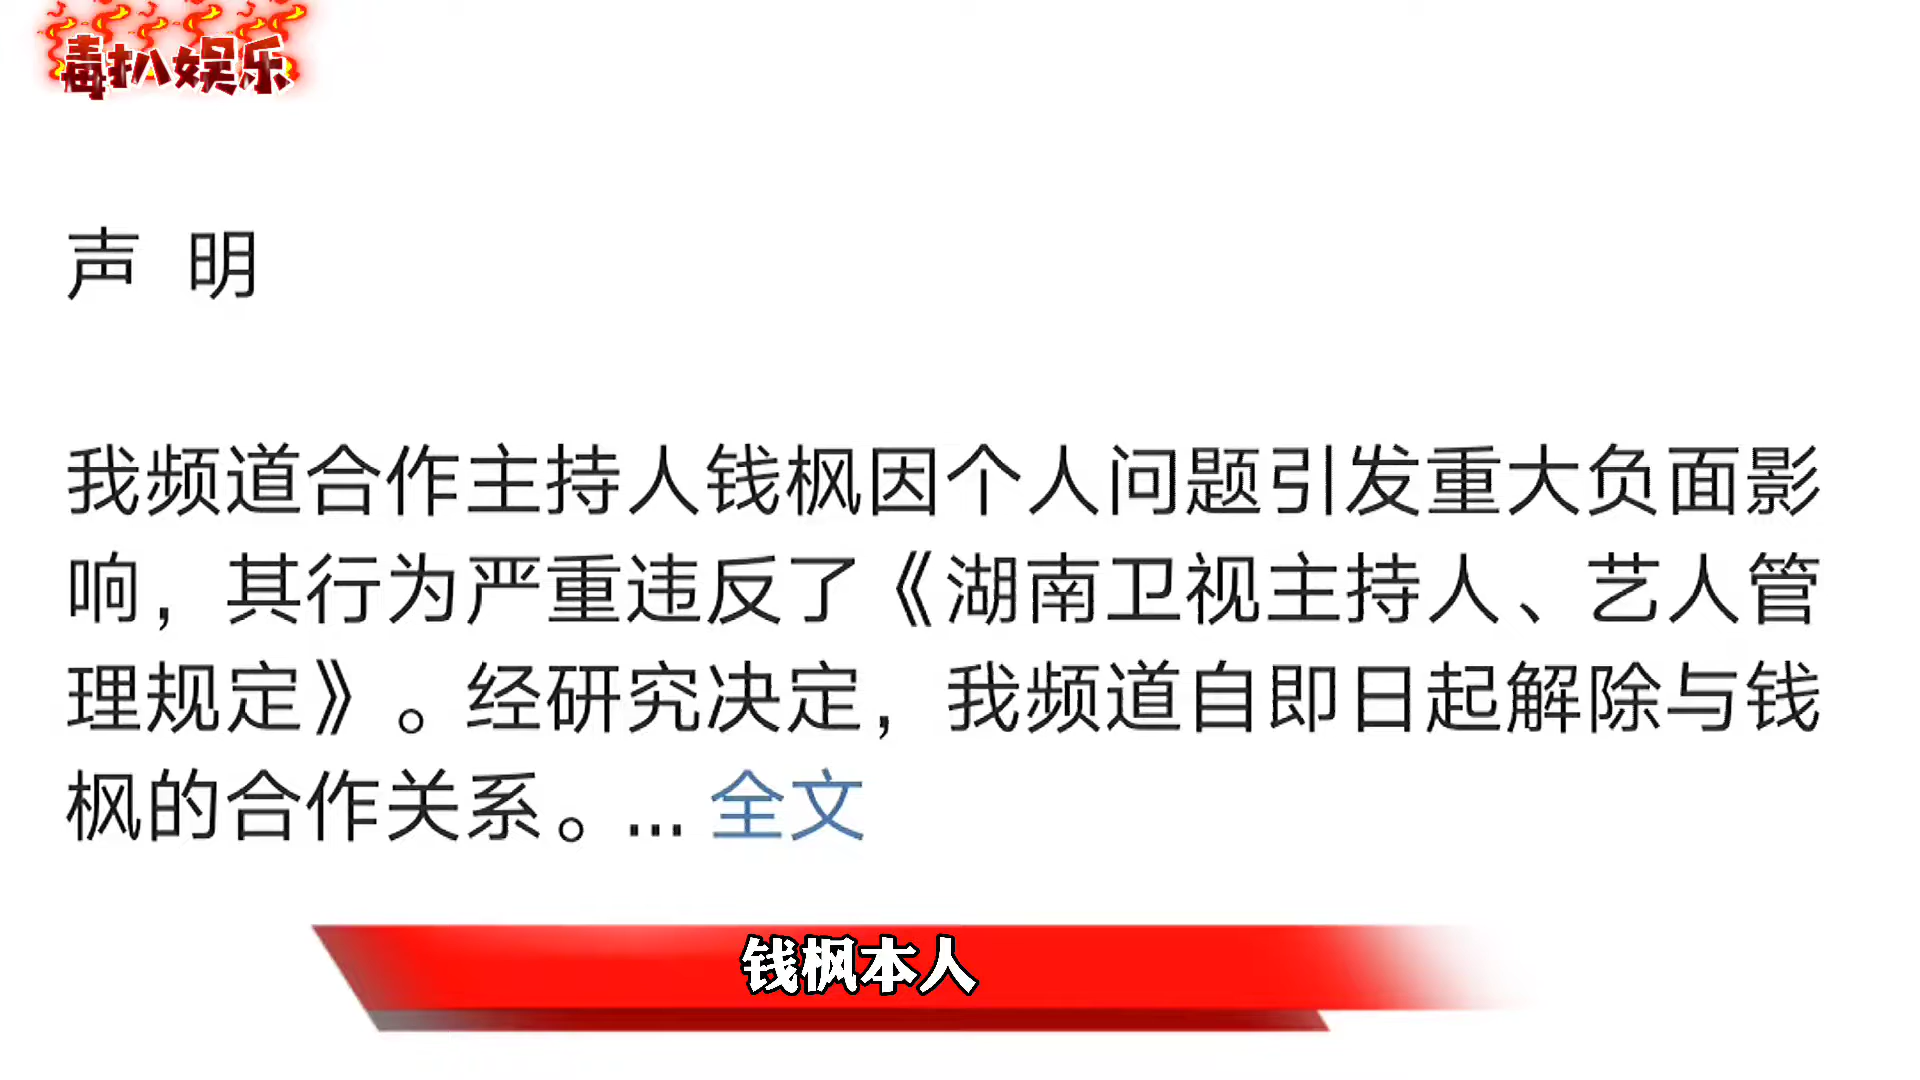 毒扒娱乐
声 明
我频道合作主持人钱枫因个人问题引发重大负面影
响，其行为严重违反了《湖南卫视主持人、艺人管
理规定》。经研究决定，我频道自即日起解除与钱
枫的合作关系。... 全文
钱枫本人